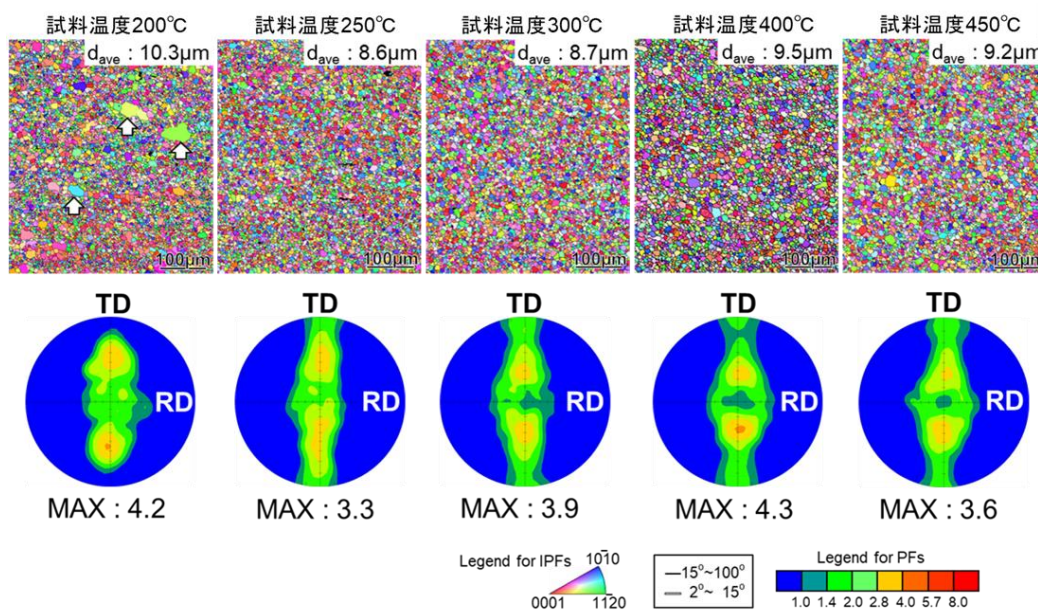 試料温度200℃ 試料温度250℃ 試料温度300℃ 試料温度400℃ 試料温度450℃
dave : 10.3μm dave : 8.6μm dave : 8.7μm dave : 9.5μm dave : 9.2μm
100μm 100μm 100μm 100μm 100μm
TD TD TD TD TD
RD RD RD RD RD
MAX : 4.2 MAX : 3.3 MAX : 3.9 MAX : 4.3 MAX : 3.6
Legend for IPFs 101̅0
0001 112̅0
15°~100°
2°~ 15°
Legend for PFs
1.0 1.4 2.0 2.8 4.0 5.7 8.0